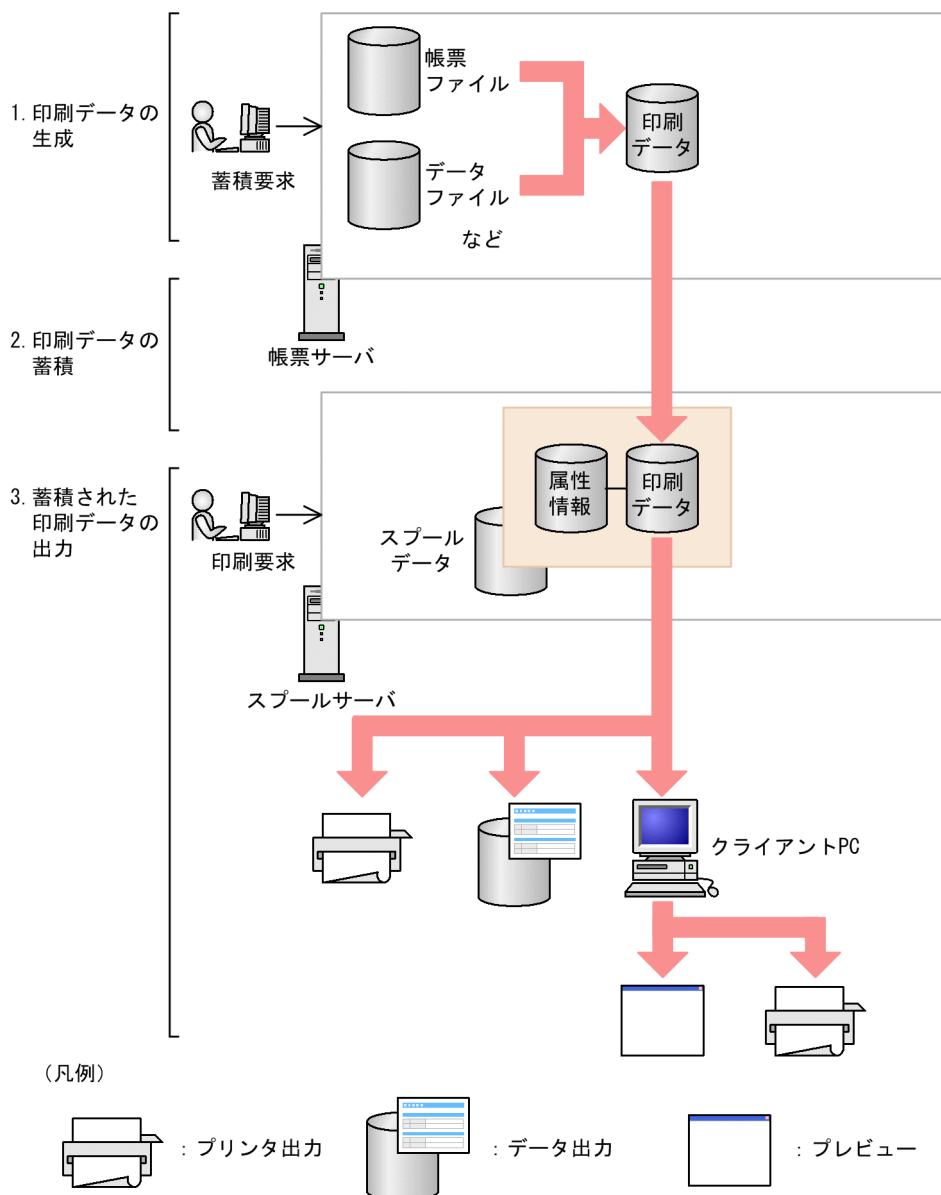 1. 印刷データの
生成
蓄積要求
帳票
ファイル
データ
ファイル
など
印刷
データ
帳票サーバ
2. 印刷データの
蓄積
3. 蓄積された
印刷データの
出力
印刷要求
スプール
データ
属性
情報
印刷
データ
スプールサーバ
クライアントPC
(凡例)
：プリンタ出力
：データ出力
：プレビュー